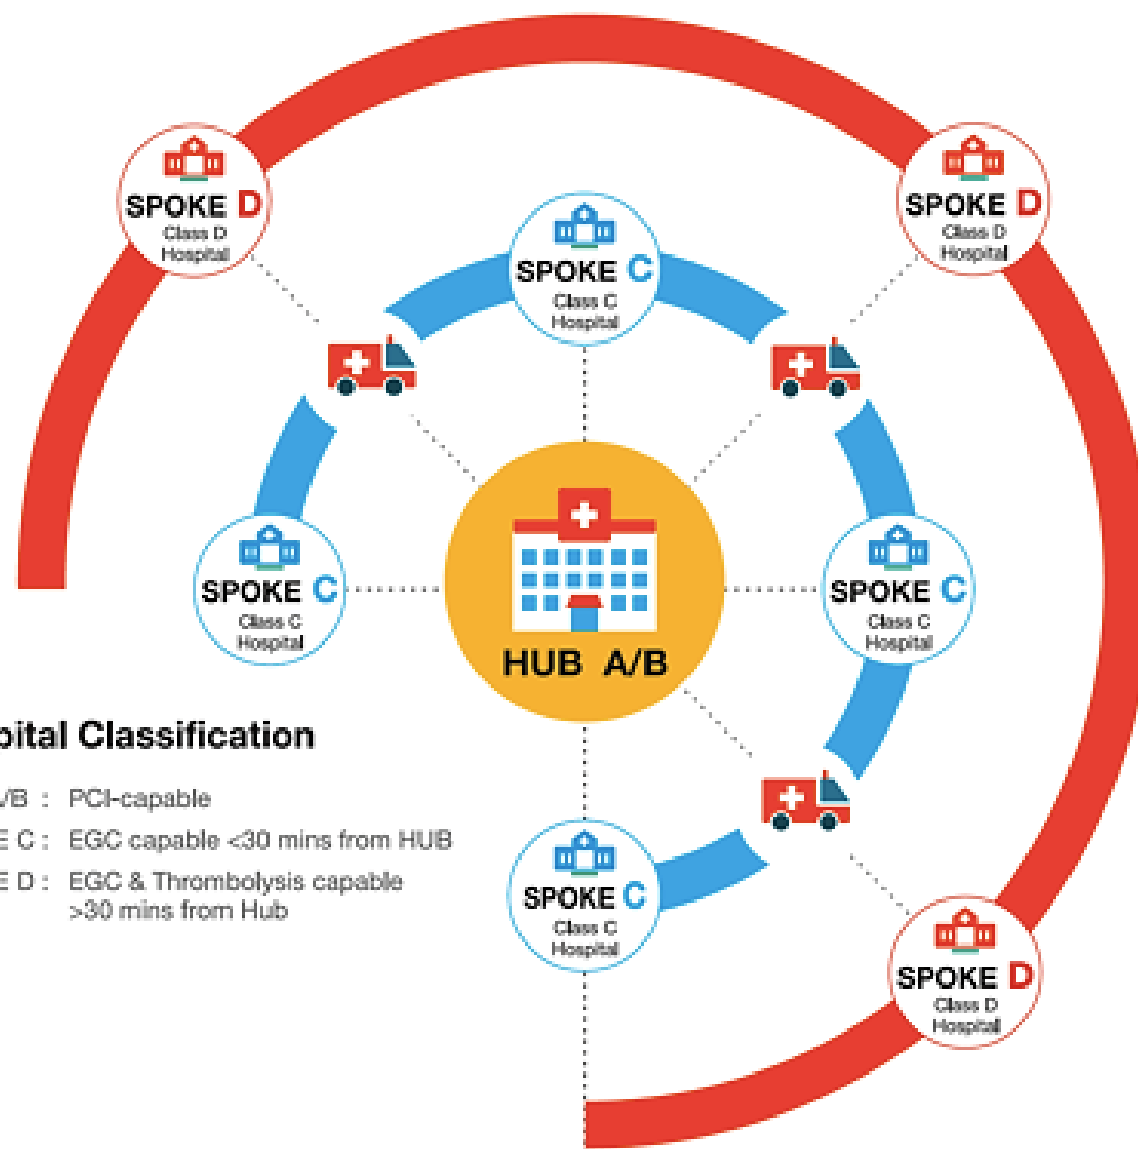 SPOKE D
Class D
Hospital
SPOKE D
Class D
Hospital
SPOKE C
Class C
Hospital
SPOKE C
Class C
Hospital
HUB A/B
SPOKE C
Class C
Hospital
pital Classification
A/B : PCI-capable
E C : EGC capable <30 mins from HUB
E D : EGC & Thrombolysis capable
>30 mins from Hub
SPOKE C
Class C
Hospital
SPOKE D
Class D
Hospital